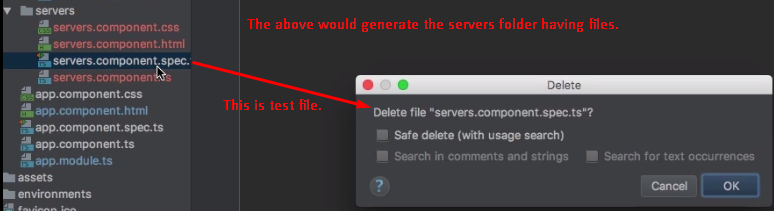 servers
The above would generate the servers folder having files.
servers.component.css
servers.component.html
servers.component.spec.
servers.component.ts
Delete
app.component.css
This is test file.
Delete file "servers.component.spec.ts"?
app.component.html
app.component.spec.ts
Safe delete (with usage search)
app.component.ts
Search in comments and strings
Search for text occurrences
app.module.ts
assets
environments
?
Cancel
OK
favicon.ico